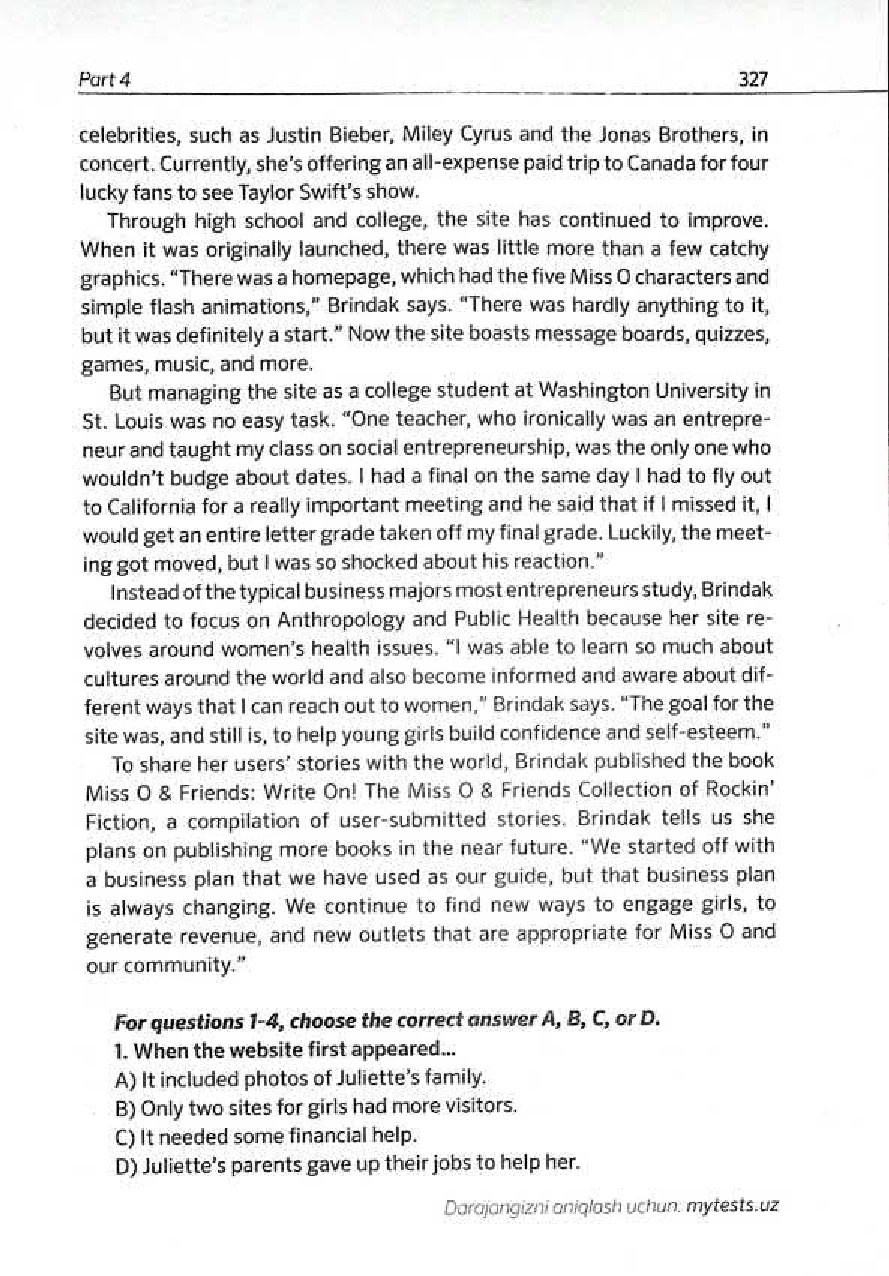 Part 4 327
celebrities, such as Justin Bieber, Miley Cyrus and the Jonas Brothers, in
concert. Currently, she's offering an all-expense paid trip to Canada for four
lucky fans to see Taylor Swift's show.
Through high school and college, the site has continued to improve.
When it was originally launched, there was little more than a few catchy
graphics. "There was a homepage, which had the five Miss O characters and
simple flash animations," Brindak says. "There was hardly anything to it,
but it was definitely a start." Now the site boasts message boards, quizzes,
games, music, and more.
But managing the site as a college student at Washington University in
St. Louis was no easy task. "One teacher, who ironically was an entrepre-
neur and taught my class on social entrepreneurship, was the only one who
wouldn't budge about dates. I had a final on the same day I had to fly out
to California for a really important meeting and he said that if I missed it, I
would get an entire letter grade taken off my final grade. Luckily, the meet-
ing got moved, but I was so shocked about his reaction."
Instead of the typical business majors most entrepreneurs study, Brindak
decided to focus on Anthropology and Public Health because her site re-
volves around women's health issues. "I was able to learn so much about
cultures around the world and also become informed and aware about dif-
ferent ways that I can reach out to women," Brindak says. "The goal for the
site was, and still is, to help young girls build confidence and self-esteem."
To share her users' stories with the world, Brindak published the book
Miss O & Friends: Write On! The Miss O & Friends Collection of Rockin'
Fiction, a compilation of user-submitted stories. Brindak tells us she
plans on publishing more books in the near future. "We started off with
a business plan that we have used as our guide, but that business plan
is always changing. We continue to find new ways to engage girls, to
generate revenue, and new outlets that are appropriate for Miss O and
our community."
For questions 1-4, choose the correct answer A, B, C, or D.
1. When the website first appeared...
A) It included photos of Juliette's family.
B) Only two sites for girls had more visitors.
C) It needed some financial help.
D) Juliette's parents gave up their jobs to help her.
Darajangizni aniqlash uchun: mytests.uz